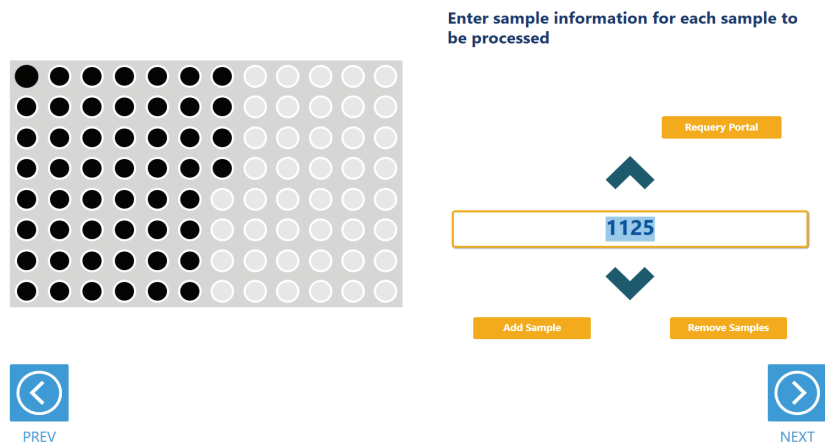 Enter sample information for each sample to
be processed
Requery Portal
1125
Add Sample
Remove Samples
PREV
NEXT